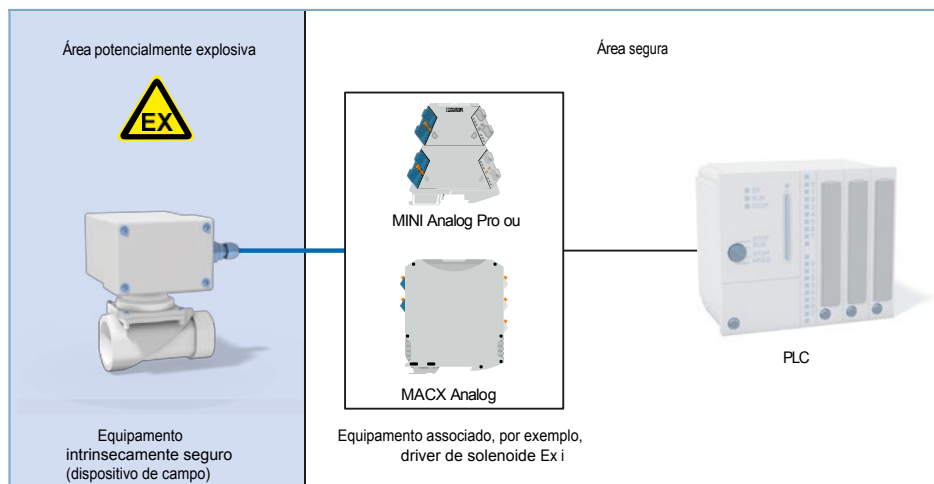 Área potencialmente explosiva
Área segura
EX
MINI Analog Pro ou
MACX Analog
PLC
Equipamento
intrinsecamente seguro
(dispositivo de campo)
Equipamento associado, por exemplo,
driver de solenoide Ex i